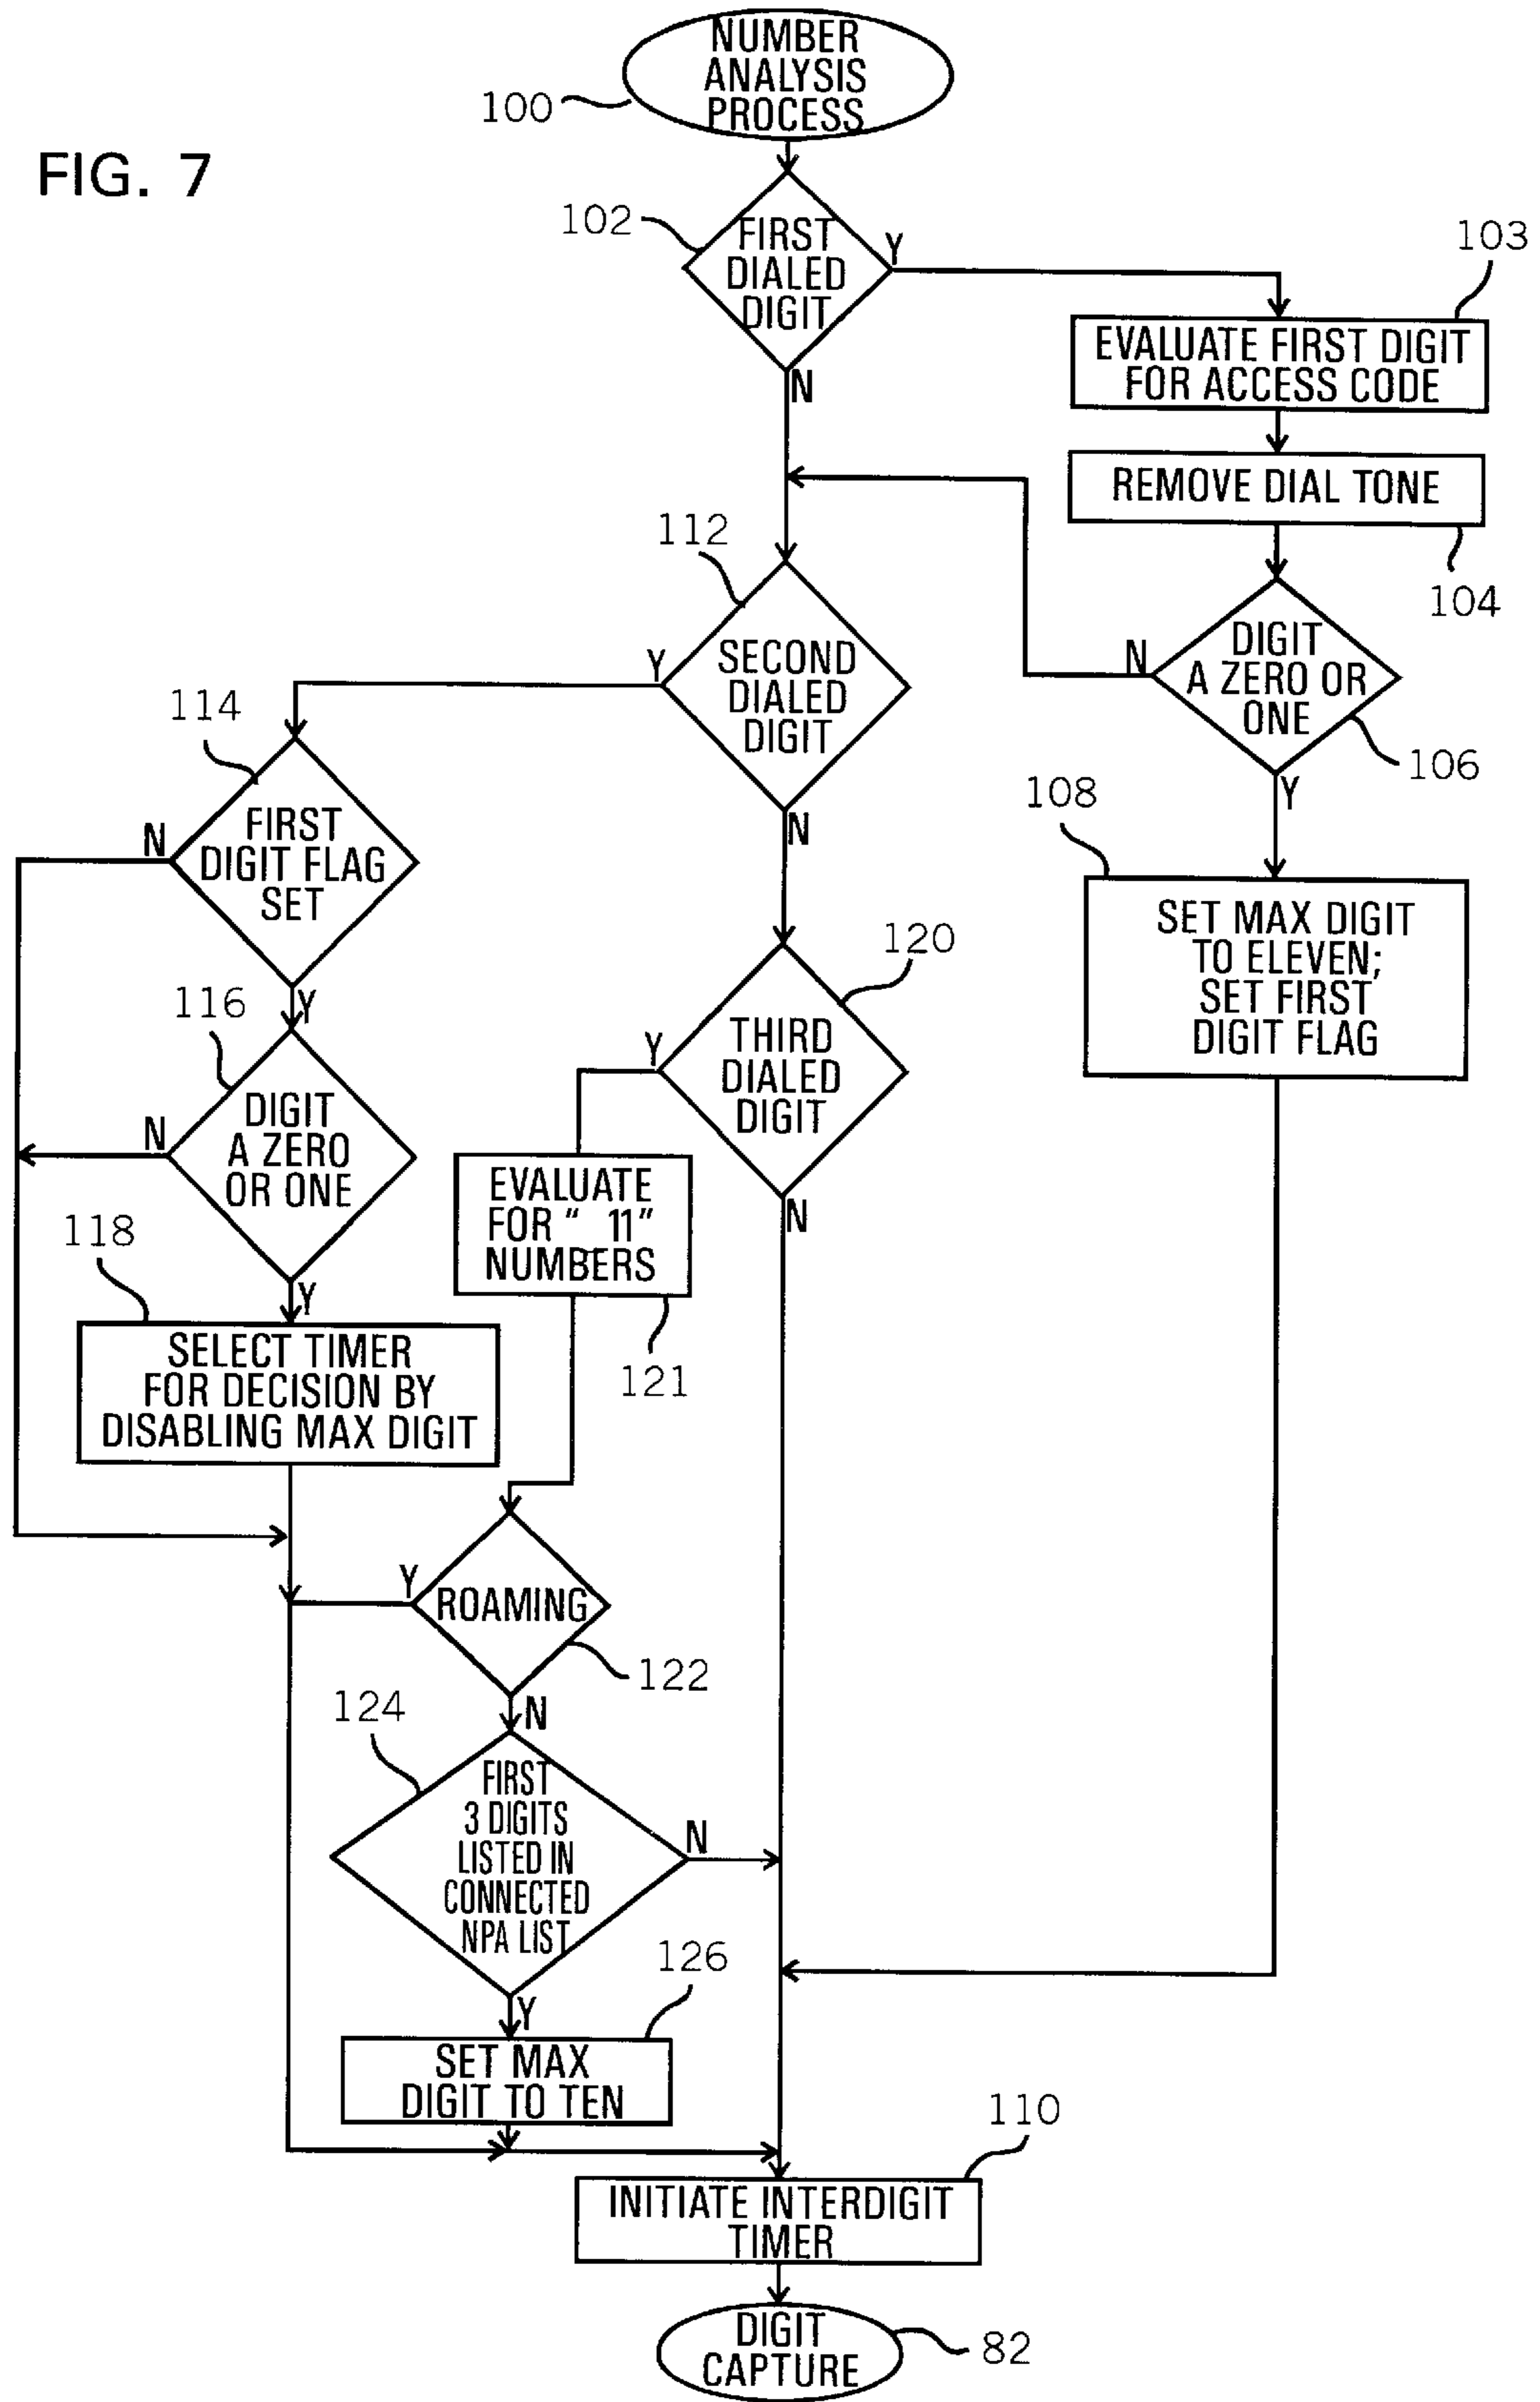 NUMBER
ANALYSIS
PROCESS
100
FIG. 7
102
FIRST
DIALED
DIGIT
Y
N
103
EVALUATE FIRST DIGIT
FOR ACCESS CODE
REMOVE DIAL TONE
104
DIGIT
A ZERO OR
ONE
N
Y
106
108
SET MAX DIGIT
TO ELEVEN;
SET FIRST
DIGIT FLAG
112
SECOND
DIALED
DIGIT
Y
N
114
FIRST
DIGIT FLAG
SET
N
Y
116
DIGIT
A ZERO
OR ONE
N
Y
118
SELECT TIMER
FOR DECISION BY
DISABLING MAX DIGIT
120
THIRD
DIALED
DIGIT
Y
N
EVALUATE
FOR "_11"
NUMBERS
121
ROAMING
Y
N
122
124
FIRST
3 DIGITS
LISTED IN
CONNECTED
NPA LIST
N
Y
126
SET MAX
DIGIT TO TEN
110
INITIATE INTERDIGIT
TIMER
DIGIT
CAPTURE
82